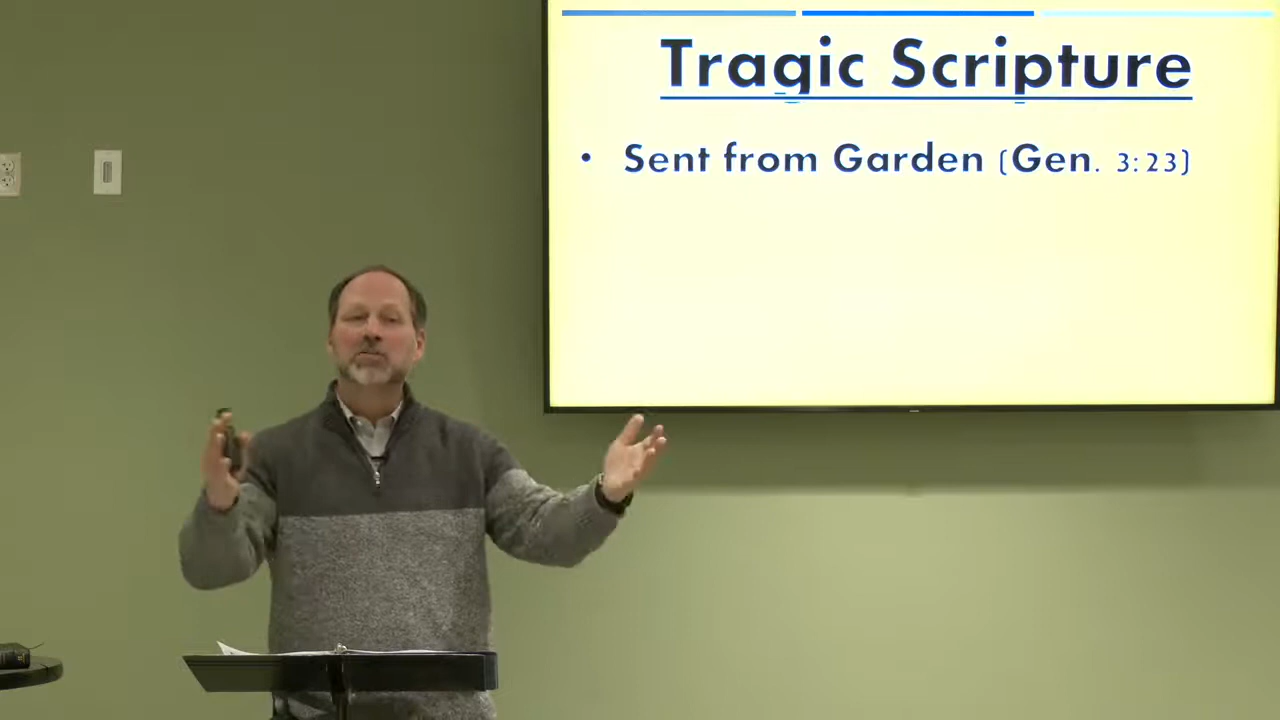 Tragic Scripture
• Sent from Garden (Gen. 3:23)